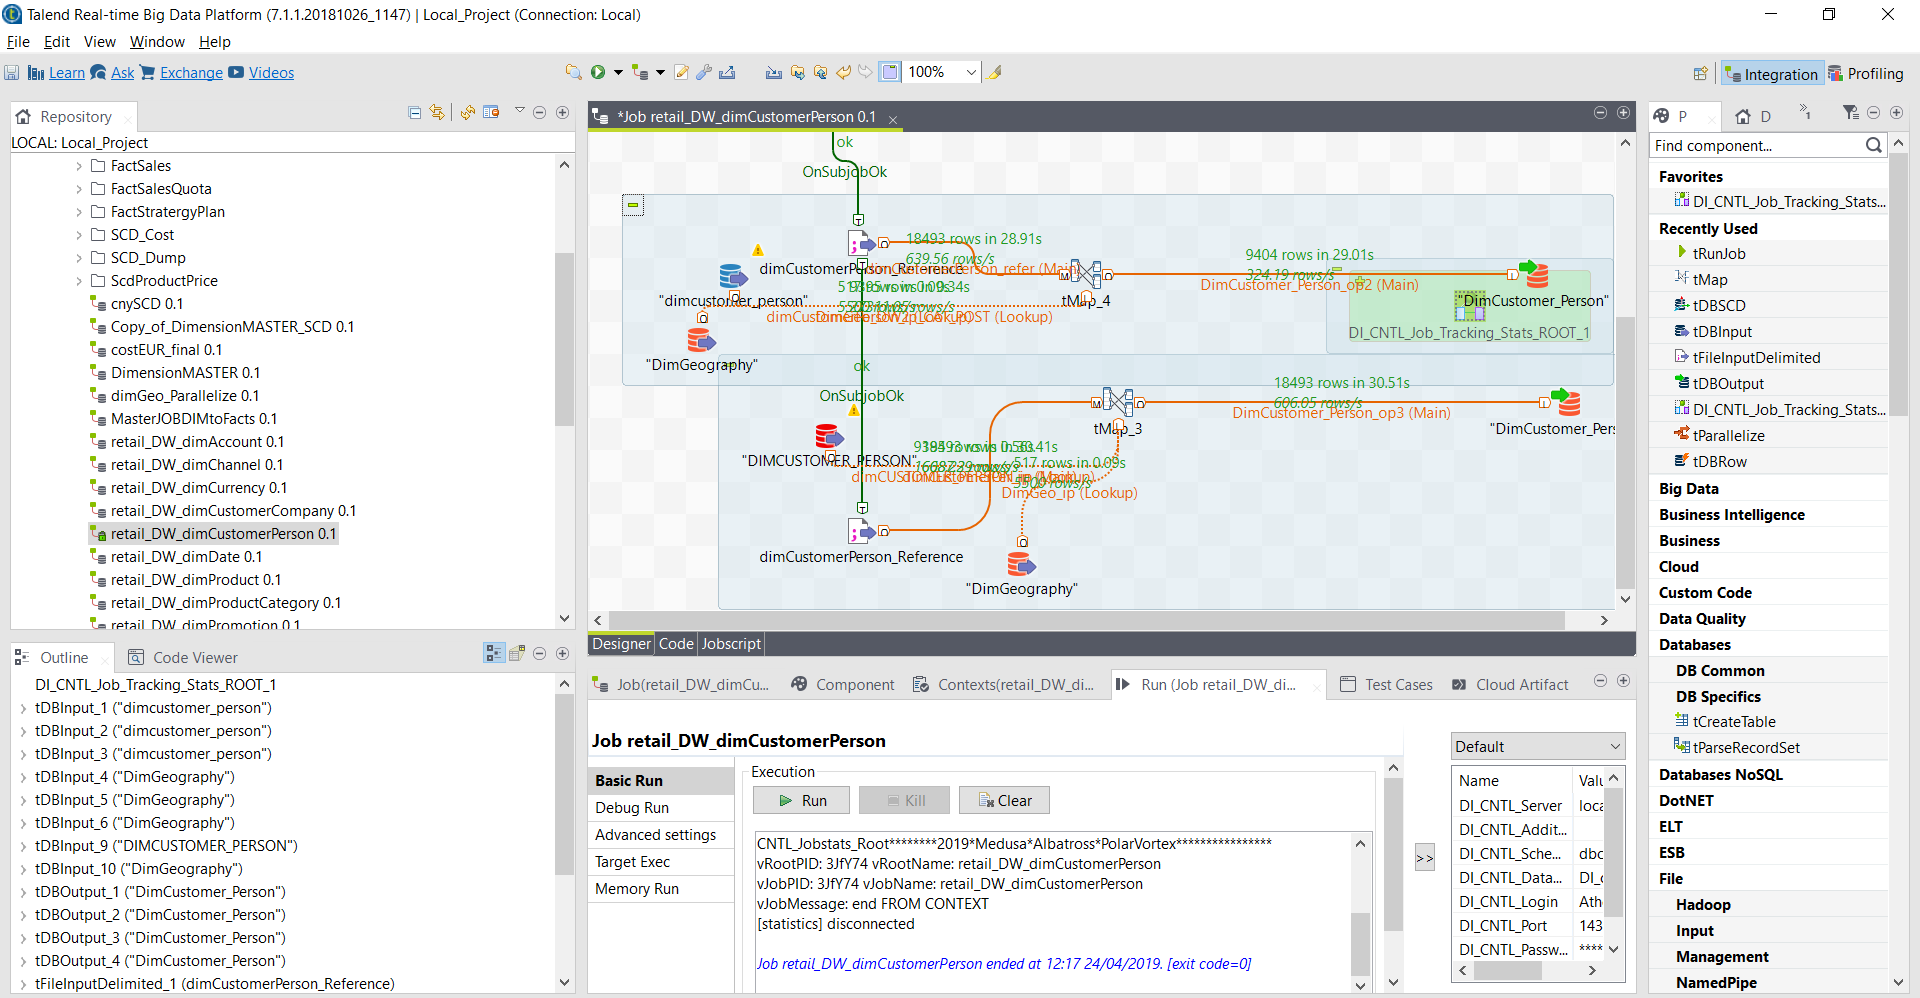 Talend Real-time Big Data Platform (7.1.1.20181026_1147) | Local_Project (Connection: Local)
File Edit View Window Help
Learn Ask Exchange Videos
100%
Integration Profiling
Repository
LOCAL: Local_Project
FactSales
FactSalesQuota
FactStratergyPlan
SCD_Cost
SCD_Dump
ScdProductPrice
cnySCD 0.1
Copy_of_DimensionMASTER_SCD 0.1
costEUR_final 0.1
DimensionMASTER 0.1
dimGeo_Parallelize 0.1
MasterJOBDIMtoFacts 0.1
retail_DW_dimAccount 0.1
retail_DW_dimChannel 0.1
retail_DW_dimCurrency 0.1
retail_DW_dimCustomerCompany 0.1
retail_DW_dimCustomerPerson 0.1
retail_DW_dimDate 0.1
retail_DW_dimProduct 0.1
retail_DW_dimProductCategory 0.1
retail_DW_dimPromotion 0.1
Outline
Code Viewer
DI_CNTL_Job_Tracking_Stats_ROOT_1
tDBInput_1 ("dimcustomer_person")
tDBInput_2 ("dimcustomer_person")
tDBInput_3 ("dimcustomer_person")
tDBInput_4 ("DimGeography")
tDBInput_5 ("DimGeography")
tDBInput_6 ("DimGeography")
tDBInput_9 ("DIMCUSTOMER_PERSON")
tDBInput_10 ("DimGeography")
tDBOutput_1 ("DimCustomer_Person")
tDBOutput_2 ("DimCustomer_Person")
tDBOutput_3 ("DimCustomer_Person")
tDBOutput_4 ("DimCustomer_Person")
tFileInputDelimited_1 (dimCustomerPerson_Reference)
*Job retail_DW_dimCustomerPerson 0.1
ok
OnSubjobOk
18493 rows in 28.91s
639.56 rows/s
dimCustomerPerson_Reference
"dimcustomer_person"
tMap_4
9404 rows in 29.01s
324.19 rows/s
DimCustomer_Person_op2 (Main)
"DimCustomer_Person"
DI_CNTL_Job_Tracking_Stats_ROOT_1
"DimGeography"
ok
OnSubjobOk
18493 rows in 30.51s
606.05 rows/s
DimCustomer_Person_op3 (Main)
tMap_3
"DimCustomer_Pers
"DIMCUSTOMER_PERSON"
517 rows in 0.09s
DimGeo_ip (Lookup)
dimCustomerPerson_Reference
"DimGeography"
Designer Code Jobscript
Job(retail_DW_dimCu...
Component
Contexts(retail_DW_di...
Run (Job retail_DW_di...
Test Cases
Cloud Artifact
Job retail_DW_dimCustomerPerson
Basic Run
Debug Run
Advanced settings
Target Exec
Memory Run
Execution
Run Kill Clear
CNTL_Jobstats_Root********2019*Medusa*Albatross*PolarVortex****************
vRootPID: 3JfY74 vRootName: retail_DW_dimCustomerPerson
vJobPID: 3JfY74 vJobName: retail_DW_dimCustomerPerson
vJobMessage: end FROM CONTEXT
[statistics] disconnected
Job retail_DW_dimCustomerPerson ended at 12:17 24/04/2019. [exit code=0]
>>
Default
Name Valu
DI_CNTL_Server loca
DI_CNTL_Addit...
DI_CNTL_Sche... dbo
DI_CNTL_Data... DI_
DI_CNTL_Login Ath
DI_CNTL_Port 143
DI_CNTL_Passw... ****
P
D
Find component...
Favorites
DI_CNTL_Job_Tracking_Stats...
Recently Used
tRunJob
tMap
tDBSCD
tDBInput
tFileInputDelimited
tDBOutput
DI_CNTL_Job_Tracking_Stats...
tParallelize
tDBRow
Big Data
Business Intelligence
Business
Cloud
Custom Code
Data Quality
Databases
DB Common
DB Specifics
tCreateTable
tParseRecordSet
Databases NoSQL
DotNET
ELT
ESB
File
Hadoop
Input
Management
NamedPipe